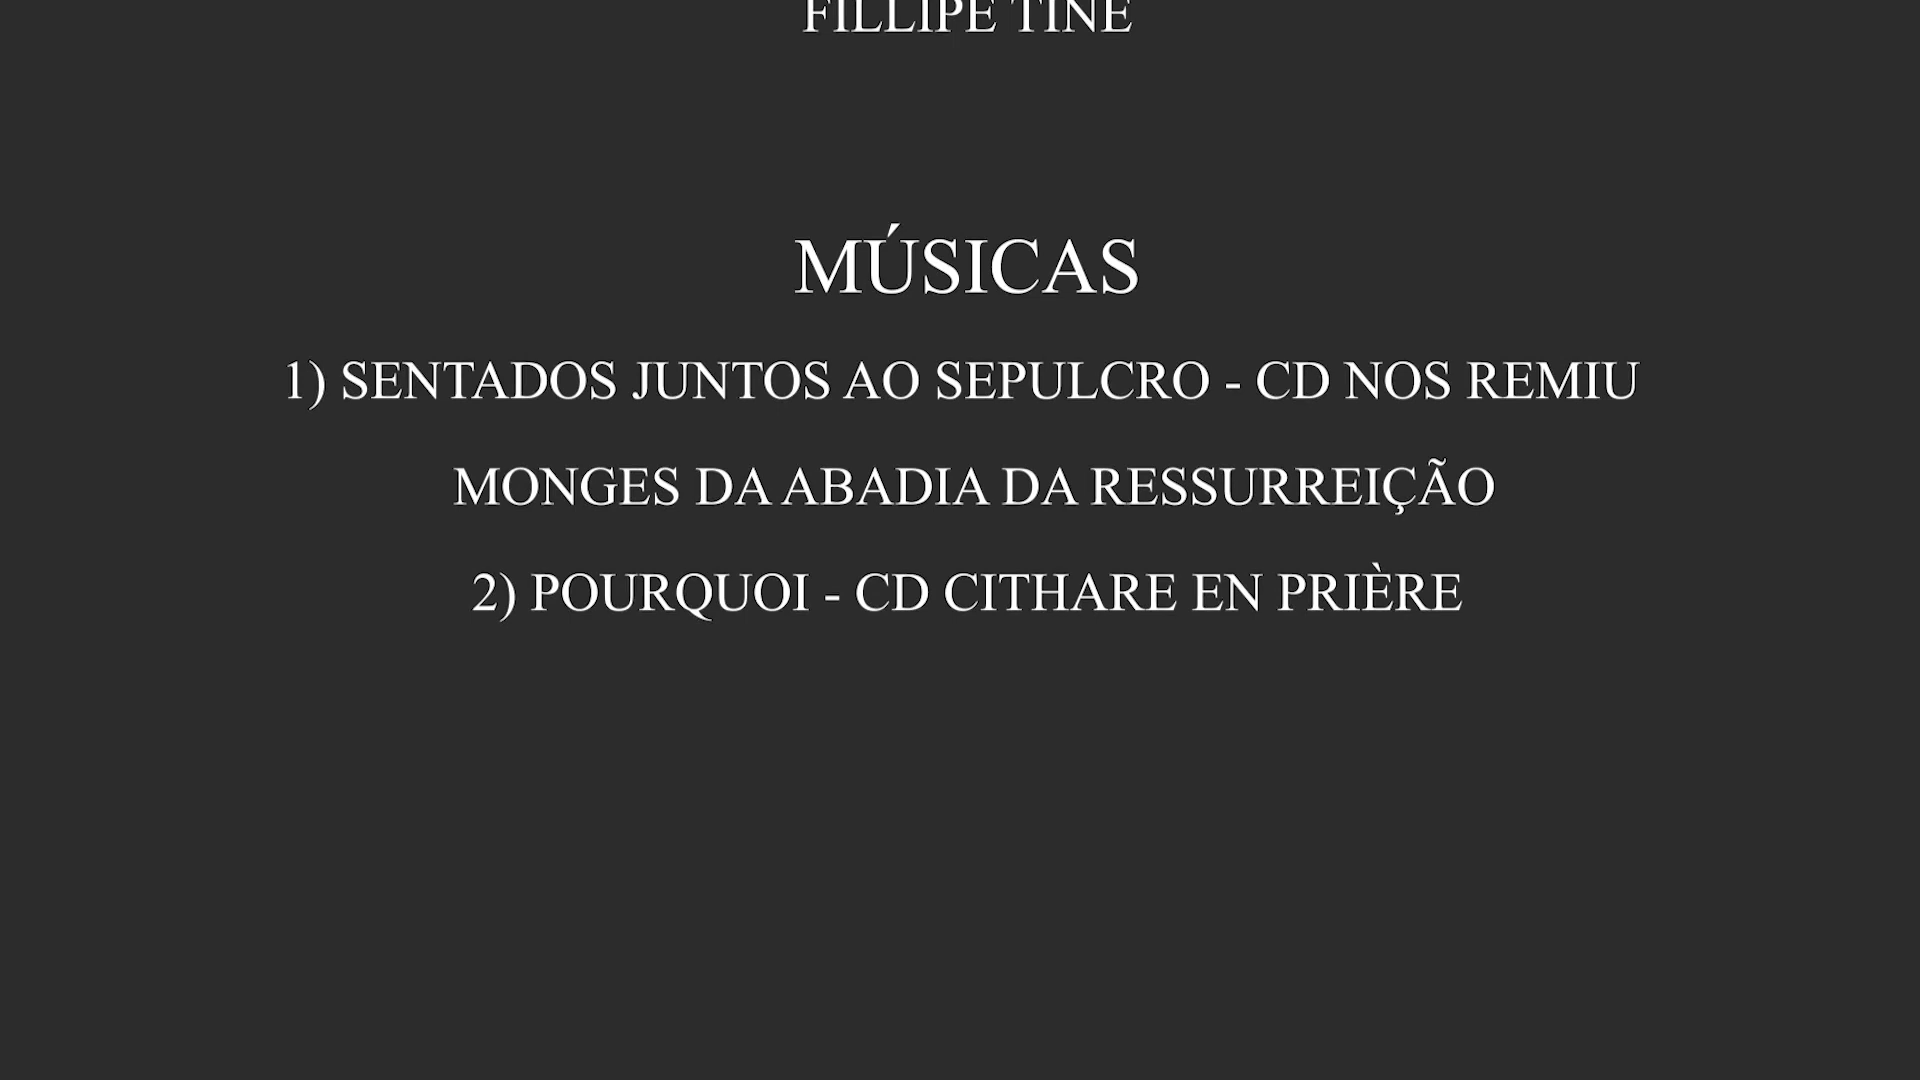 FILLIPE TINÉ
MÚSICAS
1) SENTADOS JUNTOS AO SEPULCRO - CD NOS REMIU
MONGES DA ABADIA DA RESSURREIÇÃO
2) POURQUOI - CD CITHARE EN PRIÈRE